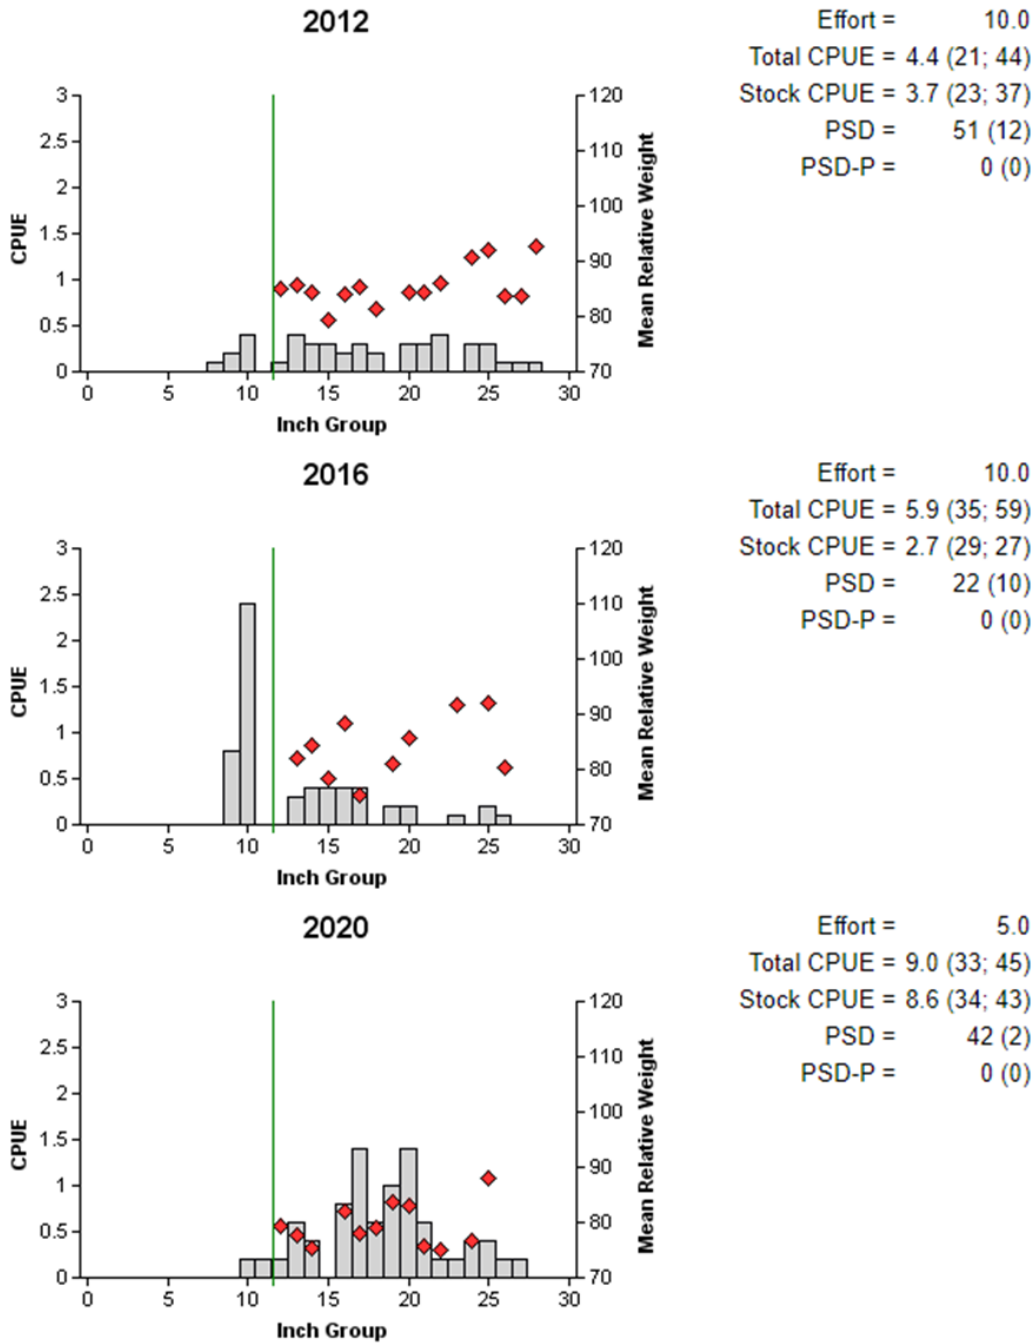 2012
Effort = 10.0
Total CPUE = 4.4 (21; 44)
Stock CPUE = 3.7 (23; 37)
PSD = 51 (12)
PSD-P = 0 (0)
3
2.5
2
1.5
1
0.5
0
CPUE
120
110
100
90
80
70
Mean Relative Weight
0 5 10 15 20 25 30
Inch Group
2016
Effort = 10.0
Total CPUE = 5.9 (35; 59)
Stock CPUE = 2.7 (29; 27)
PSD = 22 (10)
PSD-P = 0 (0)
3
2.5
2
1.5
1
0.5
0
CPUE
120
110
100
90
80
70
Mean Relative Weight
0 5 10 15 20 25 30
Inch Group
2020
Effort = 5.0
Total CPUE = 9.0 (33; 45)
Stock CPUE = 8.6 (34; 43)
PSD = 42 (2)
PSD-P = 0 (0)
3
2.5
2
1.5
1
0.5
0
CPUE
120
110
100
90
80
70
Mean Relative Weight
0 5 10 15 20 25 30
Inch Group